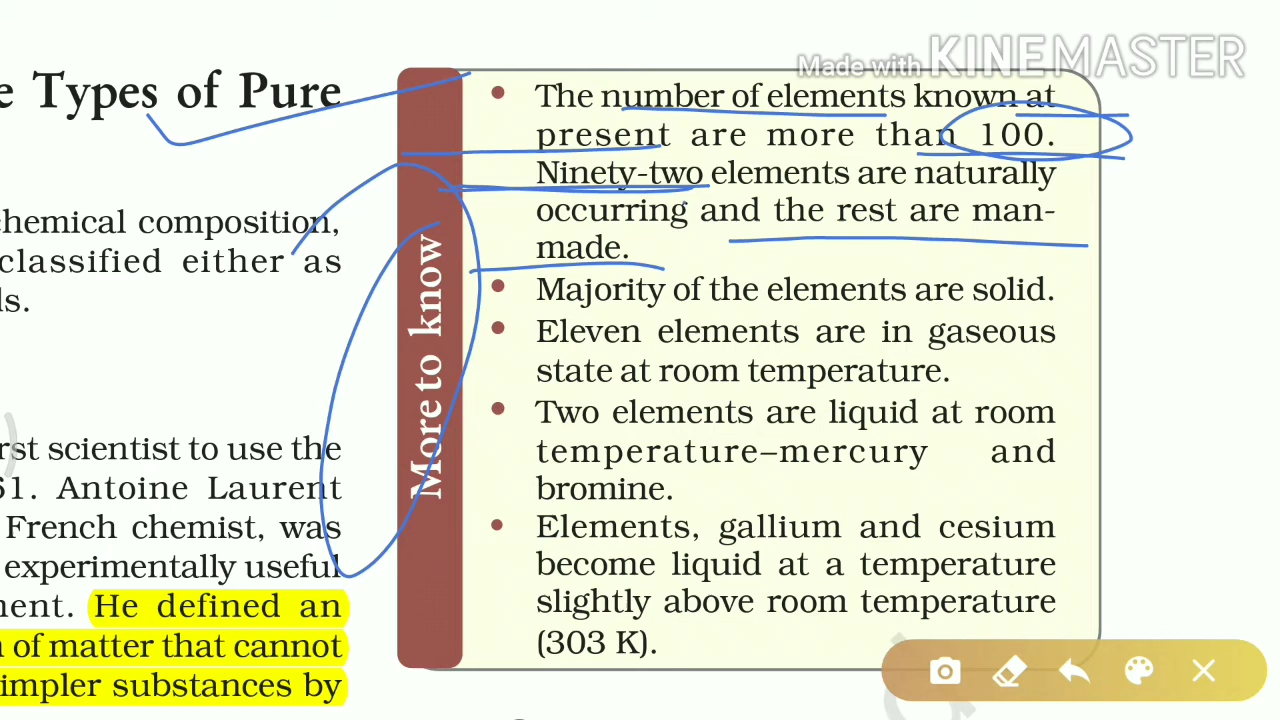 Made with KINEMASTER
e Types of Pure
chemical composition,
classified either as
ds.
rst scientist to use the
61. Antoine Laurent
French chemist, was
experimentally useful
ment. He defined an
of matter that cannot
simpler substances by
More to know
• The number of elements known at
present are more than 100.
Ninety-two elements are naturally
occurring and the rest are man-
made.
• Majority of the elements are solid.
• Eleven elements are in gaseous
state at room temperature.
• Two elements are liquid at room
temperature–mercury and
bromine.
• Elements, gallium and cesium
become liquid at a temperature
slightly above room temperature
(303 K).